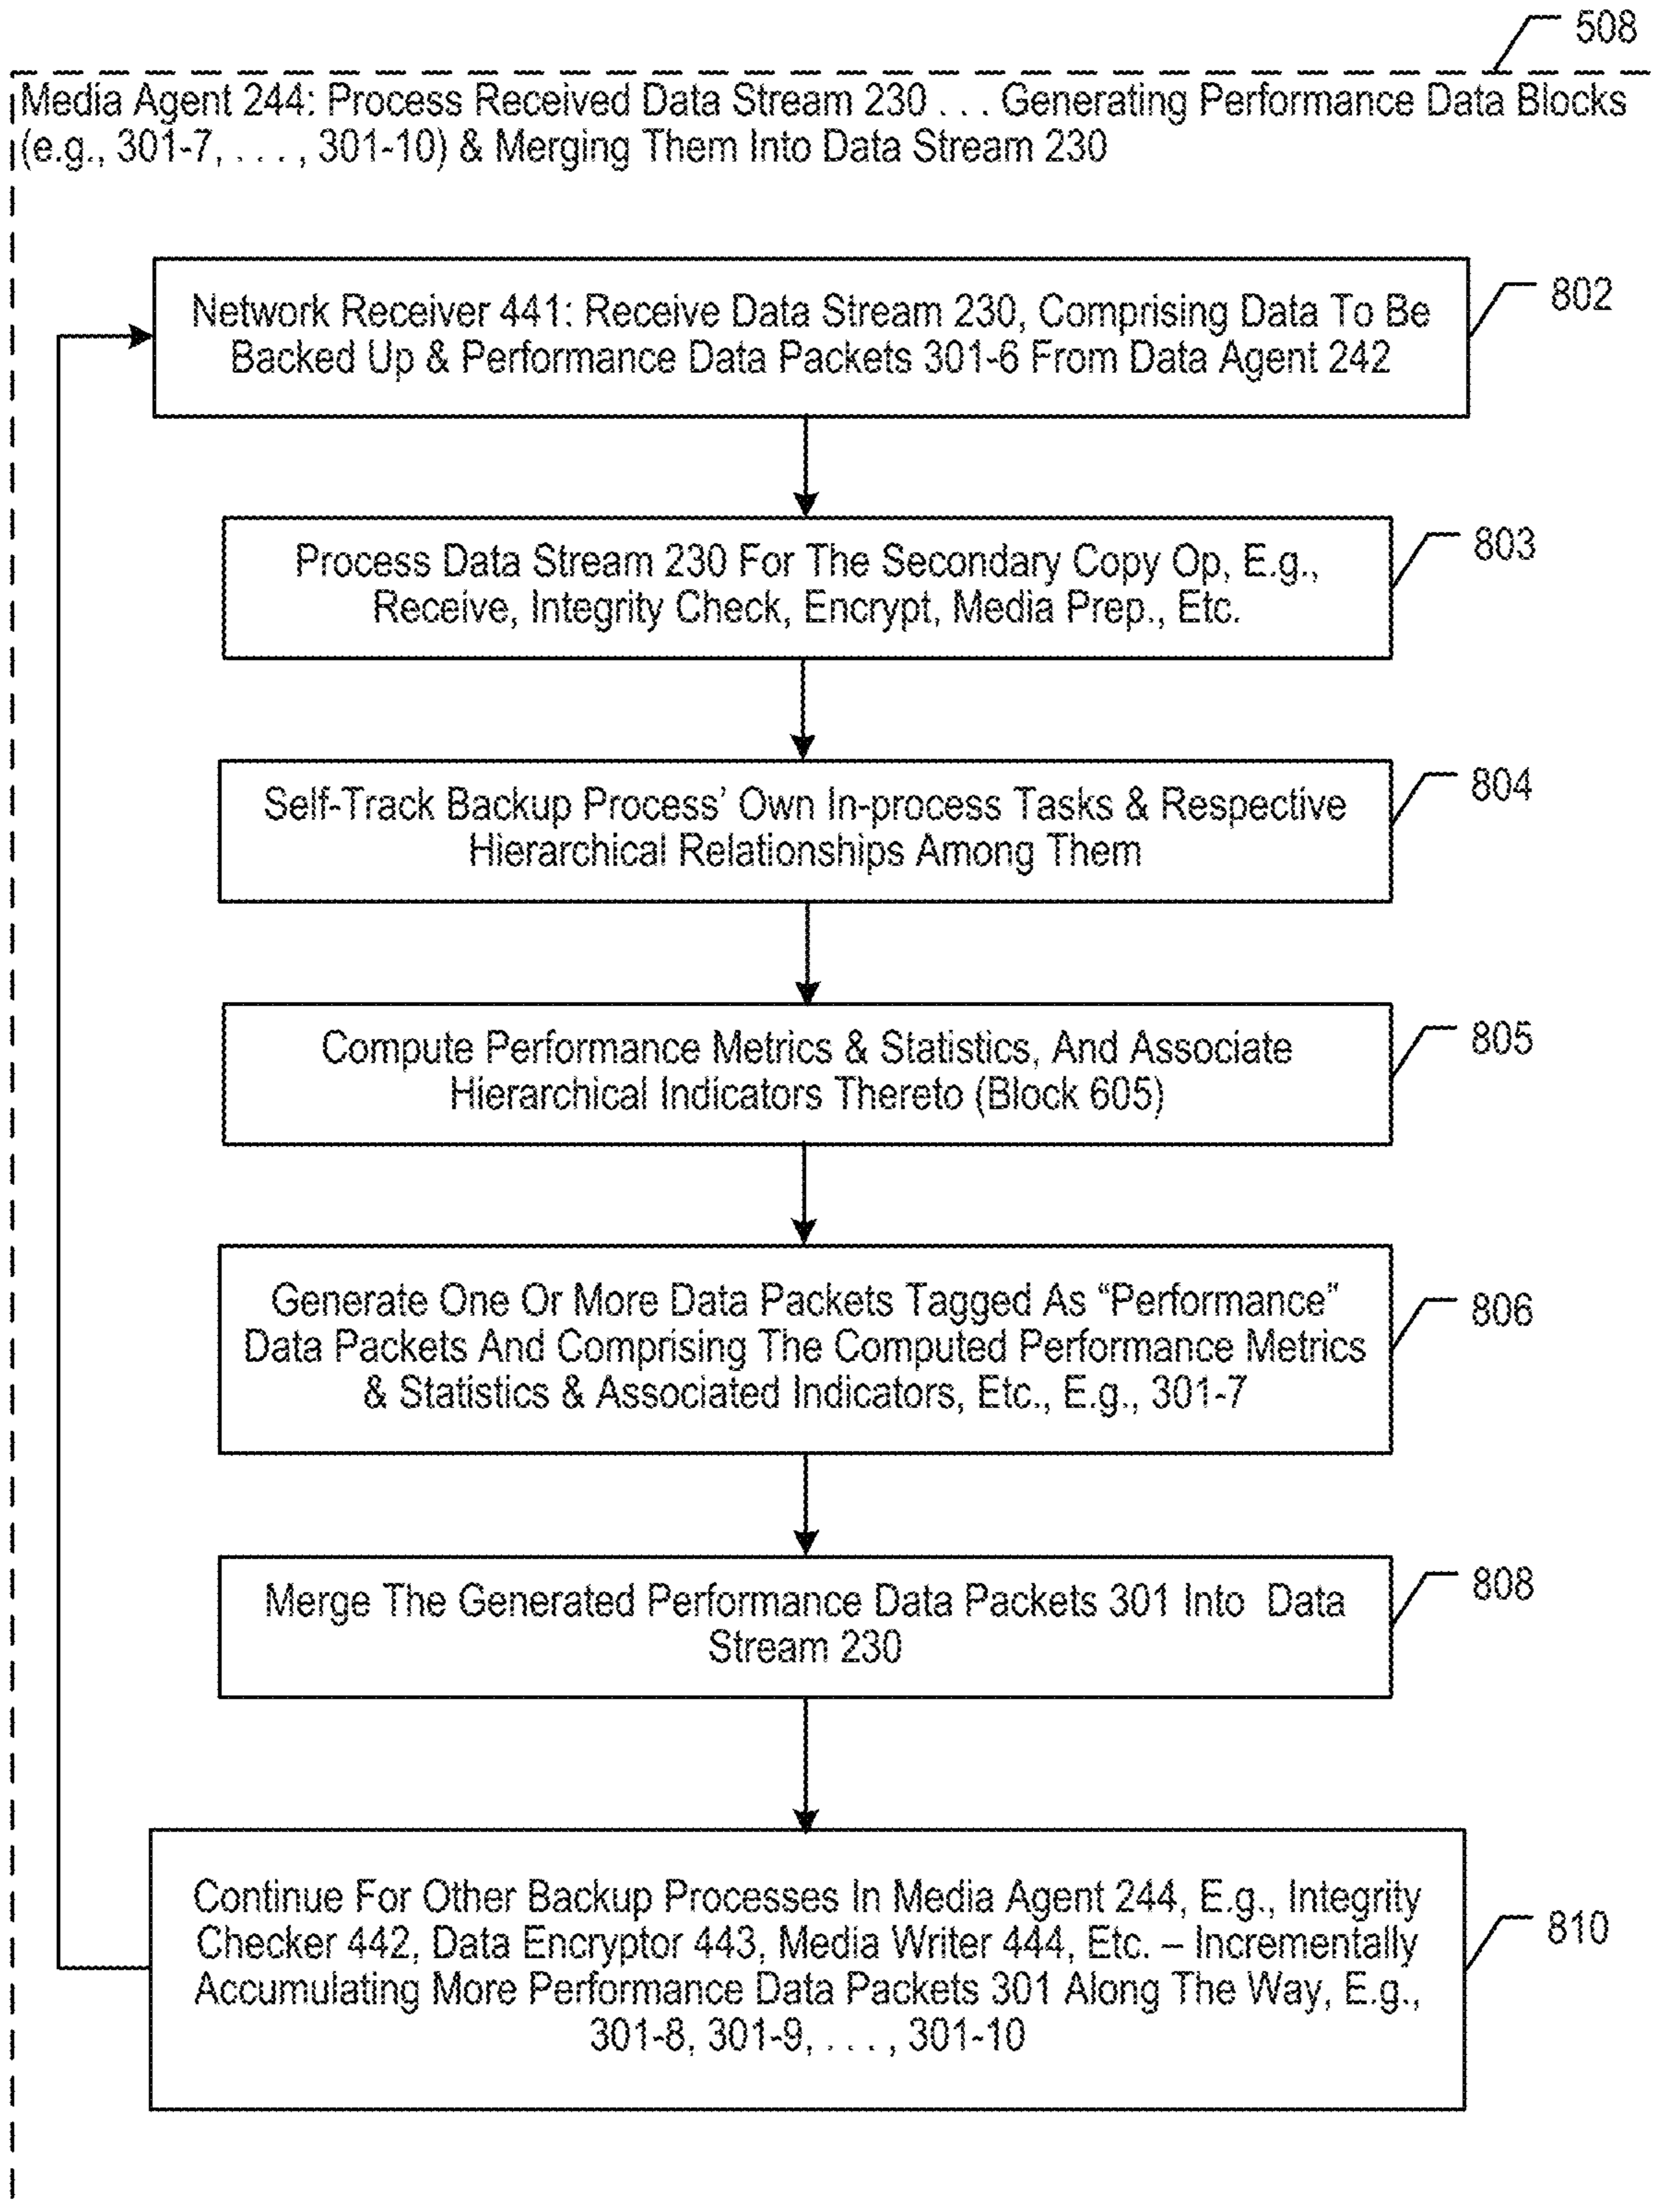 508
Media Agent 244: Process Received Data Stream 230 . . . Generating Performance Data Blocks
(e.g., 301-7, . . . , 301-10) & Merging Them Into Data Stream 230
Network Receiver 441: Receive Data Stream 230, Comprising Data To Be
Backed Up & Performance Data Packets 301-6 From Data Agent 242
802
Process Data Stream 230 For The Secondary Copy Op, E.g.,
Receive, Integrity Check, Encrypt, Media Prep., Etc.
803
Self-Track Backup Process’ Own In-process Tasks & Respective
Hierarchical Relationships Among Them
804
Compute Performance Metrics & Statistics, And Associate
Hierarchical Indicators Thereto (Block 605)
805
Generate One Or More Data Packets Tagged As “Performance”
Data Packets And Comprising The Computed Performance Metrics
& Statistics & Associated Indicators, Etc., E.g., 301-7
806
Merge The Generated Performance Data Packets 301 Into Data
Stream 230
808
Continue For Other Backup Processes In Media Agent 244, E.g., Integrity
Checker 442, Data Encryptor 443, Media Writer 444, Etc. – Incrementally
Accumulating More Performance Data Packets 301 Along The Way, E.g.,
301-8, 301-9, . . . , 301-10
810